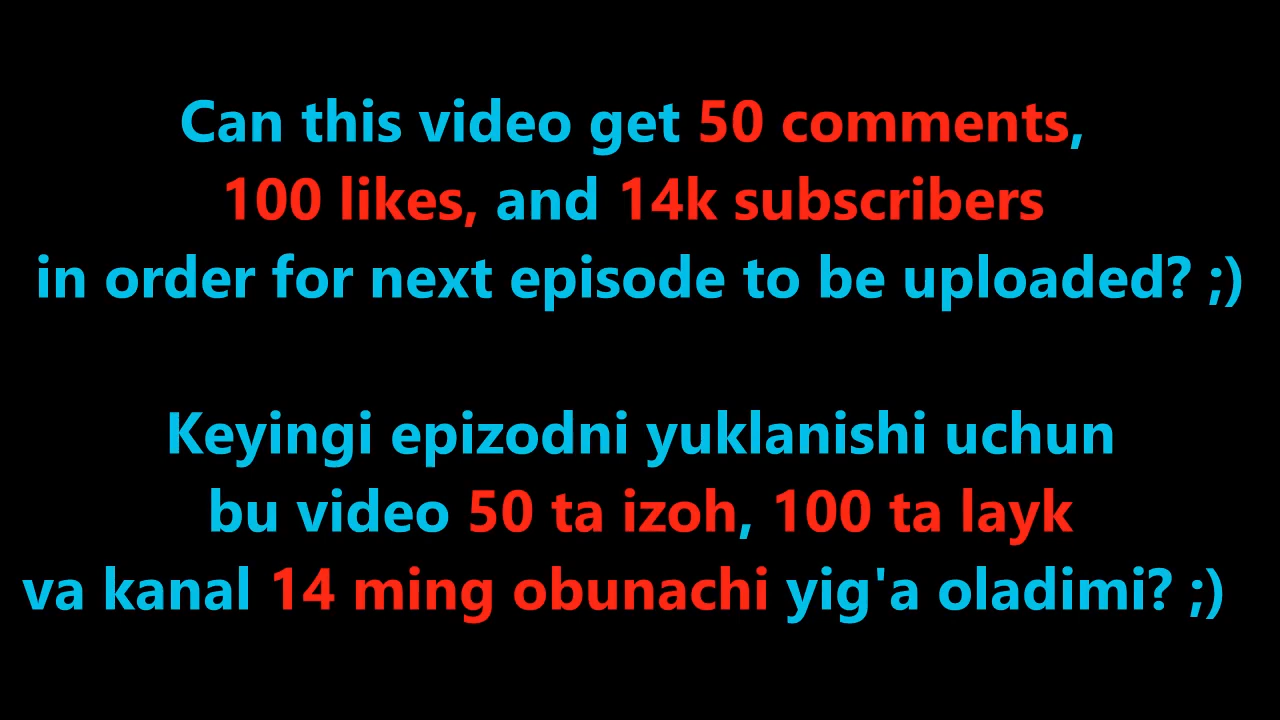 Can this video get 50 comments,
100 likes, and 14k subscribers
in order for next episode to be uploaded? ;)
Keyingi epizodni yuklanishi uchun
bu video 50 ta izoh, 100 ta layk
va kanal 14 ming obunachi yig'a oladimi? ;)